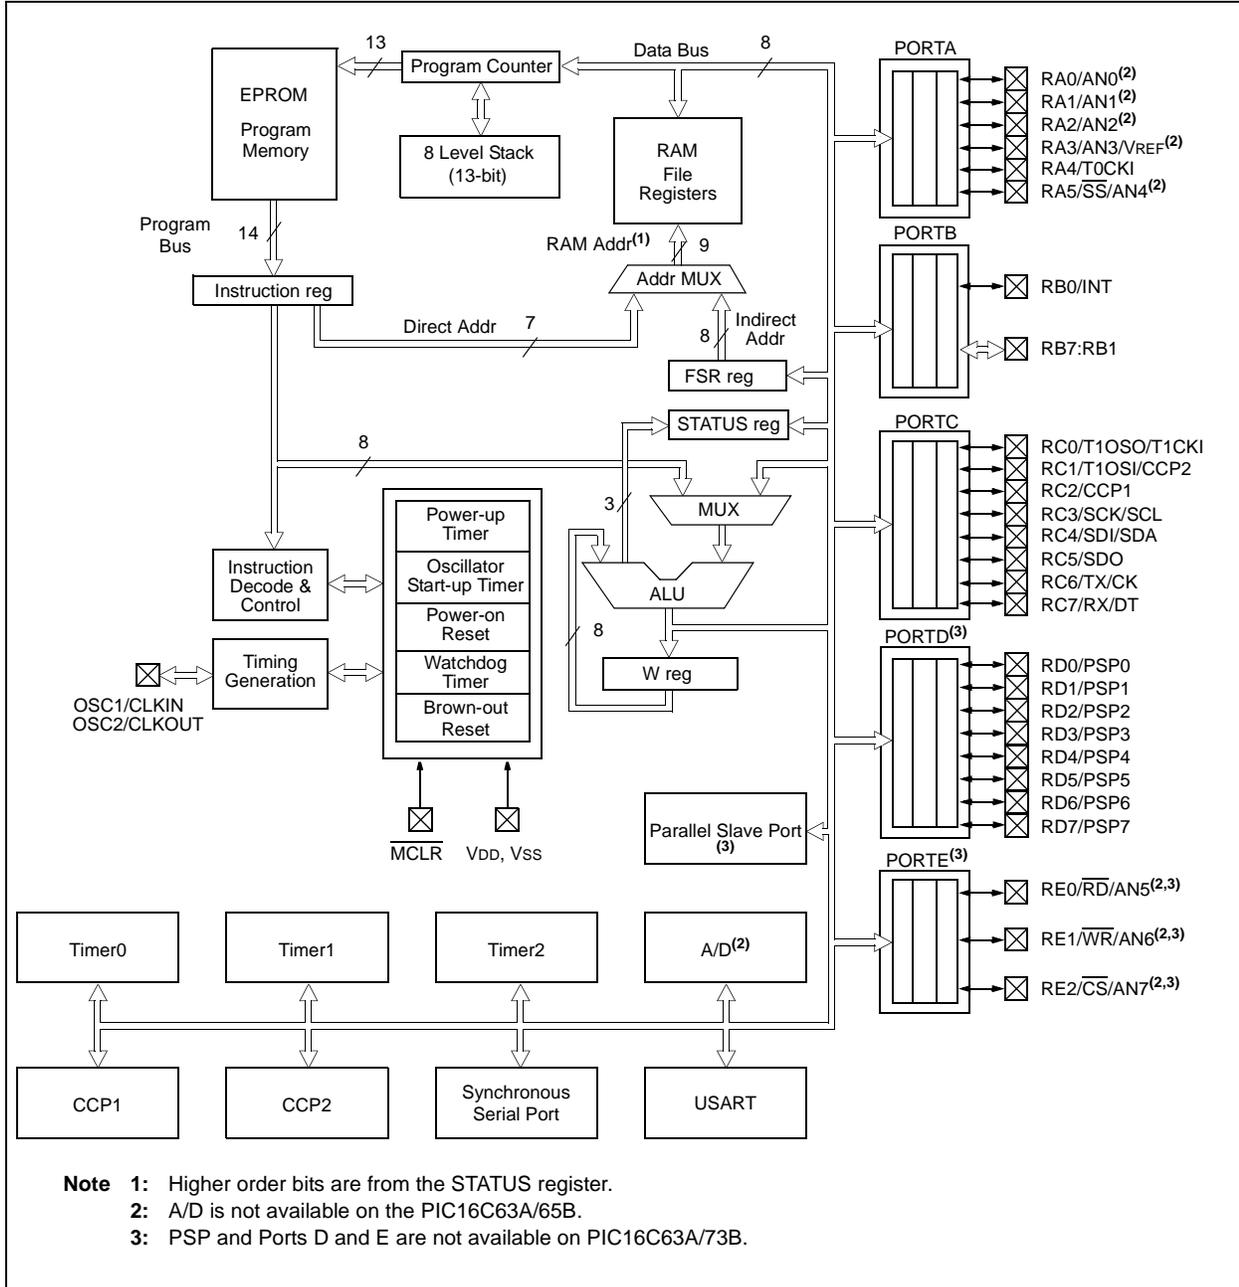 13
Data Bus
8
PORTA
EPROM
Program
Memory
Program Counter
8 Level Stack
(13-bit)
RAM
File
Registers
RA0/AN0(2)
RA1/AN1(2)
RA2/AN2(2)
RA3/AN3/VREF(2)
RA4/T0CKI
RA5/SS/AN4(2)
Program
Bus
14
RAM Addr(1)
9
PORTB
Addr MUX
Instruction reg
RB0/INT
Direct Addr
7
8
Indirect
Addr
RB7:RB1
FSR reg
STATUS reg
PORTC
8
3
MUX
RC0/T1OSO/T1CKI
RC1/T1OSI/CCP2
RC2/CCP1
RC3/SCK/SCL
RC4/SDI/SDA
RC5/SDO
RC6/TX/CK
RC7/RX/DT
Power-up
Timer
Oscillator
Start-up Timer
Power-on
Reset
Watchdog
Timer
Brown-out
Reset
Instruction
Decode &
Control
ALU
8
W reg
Timing
Generation
OSC1/CLKIN
OSC2/CLKOUT
PORTD(3)
RD0/PSP0
RD1/PSP1
RD2/PSP2
RD3/PSP3
RD4/PSP4
RD5/PSP5
RD6/PSP6
RD7/PSP7
MCLR
VDD, VSS
Parallel Slave Port
(3)
PORTE(3)
RE0/RD/AN5(2,3)
RE1/WR/AN6(2,3)
RE2/CS/AN7(2,3)
Timer0
Timer1
Timer2
A/D(2)
CCP1
CCP2
Synchronous
Serial Port
USART
Note 1: Higher order bits are from the STATUS register.
2: A/D is not available on the PIC16C63A/65B.
3: PSP and Ports D and E are not available on PIC16C63A/73B.